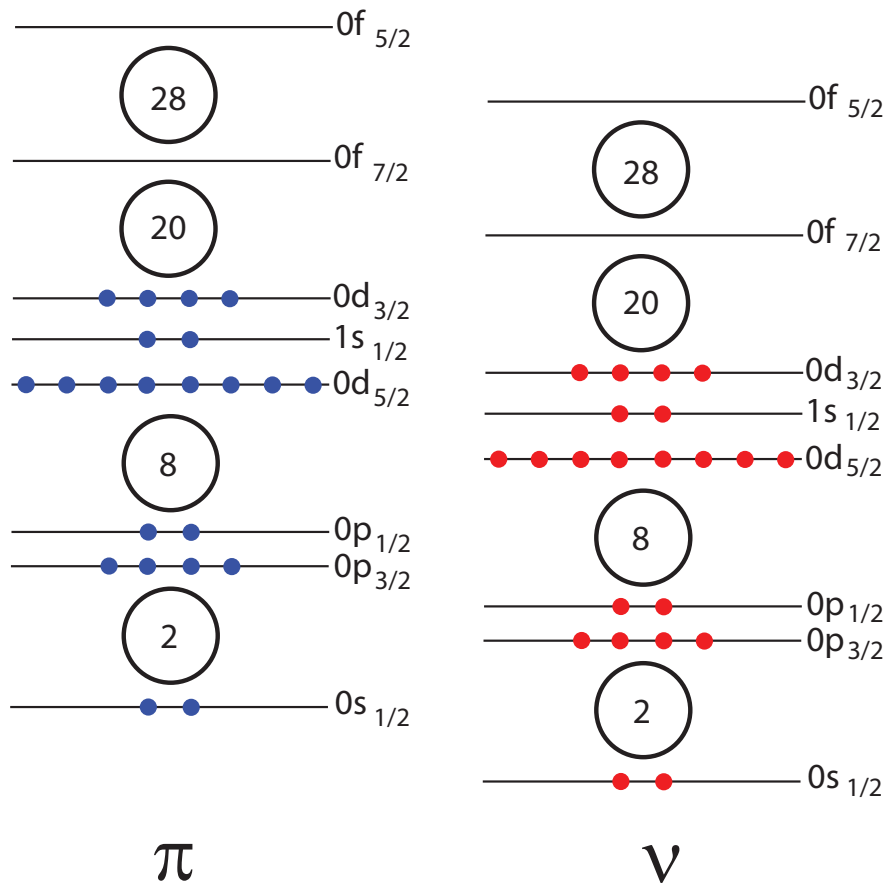 0f 5/2
28
0f 7/2
20
0d 3/2
1s 1/2
0d 5/2
8
0p 1/2
0p 3/2
2
0s 1/2
π
0f 5/2
28
0f 7/2
20
0d 3/2
1s 1/2
0d 5/2
8
0p 1/2
0p 3/2
2
0s 1/2
ν